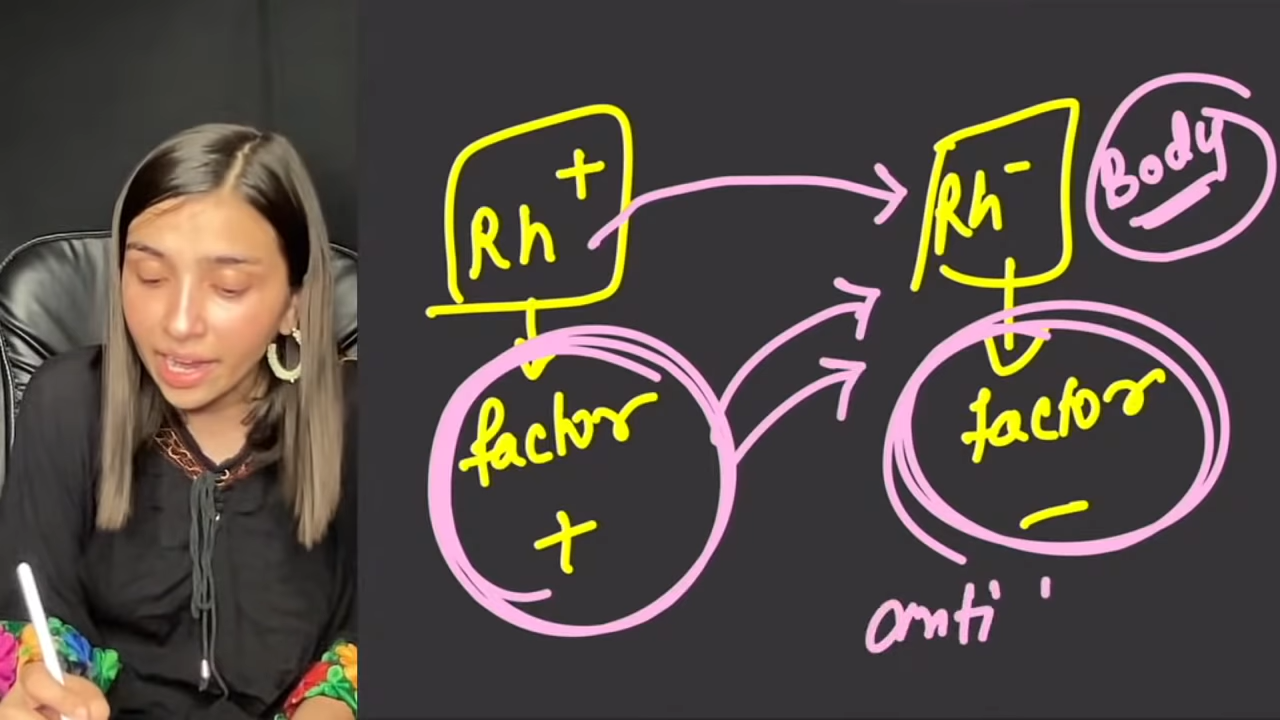 Rh+ Rh- Body
factor factor
+ -
anti '